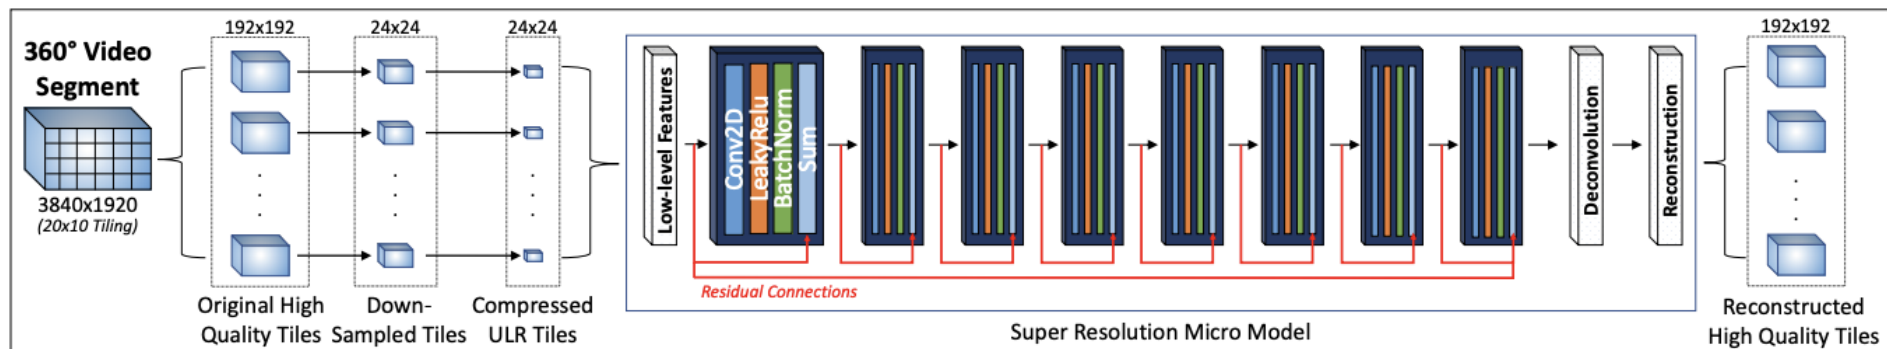 360° Video
Segment
3840x1920
(20x10 Tiling)
192x192
Original High
Quality Tiles
24x24
Down-
Sampled Tiles
24x24
Compressed
ULR Tiles
Low-level Features
Conv2D
LeakyRelu
BatchNorm
Sum
Residual Connections
Deconvolution
Reconstruction
Super Resolution Micro Model
192x192
Reconstructed
High Quality Tiles